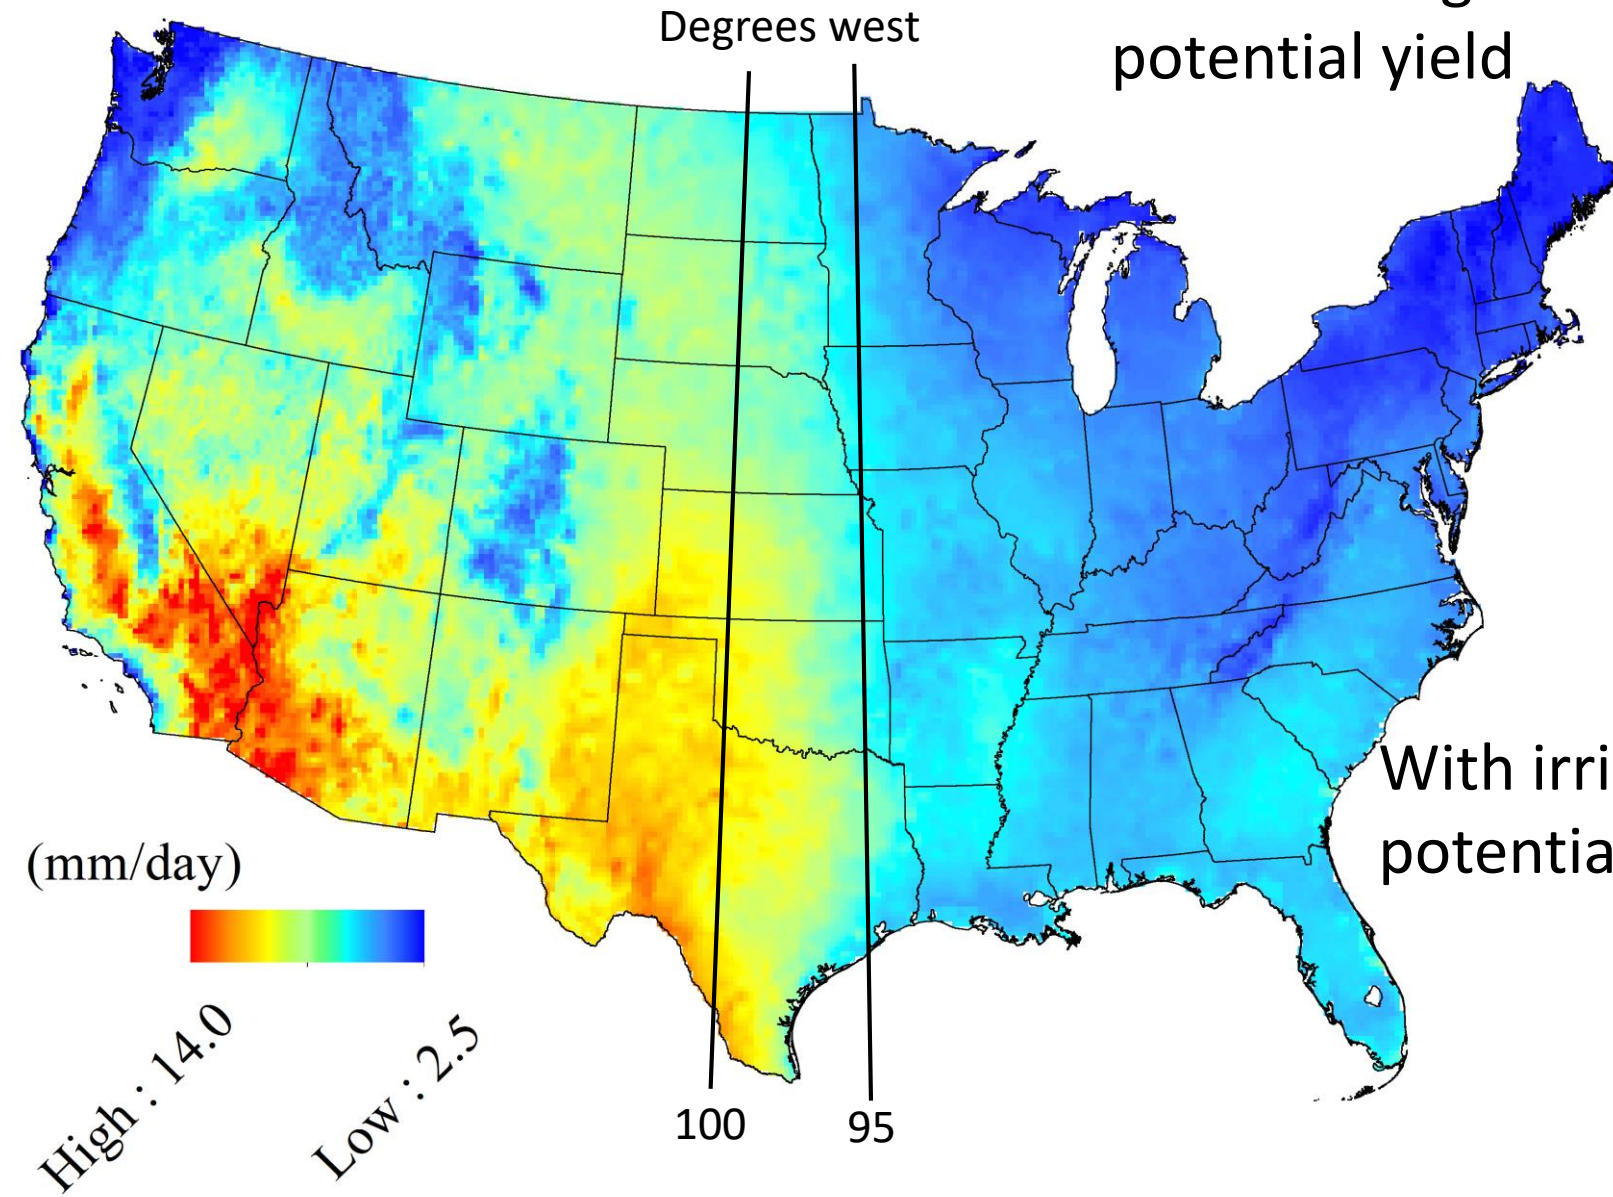 Degrees west
potential yield
With irri
potentia
(mm/day)
High : 14.0
Low : 2.5
100
95